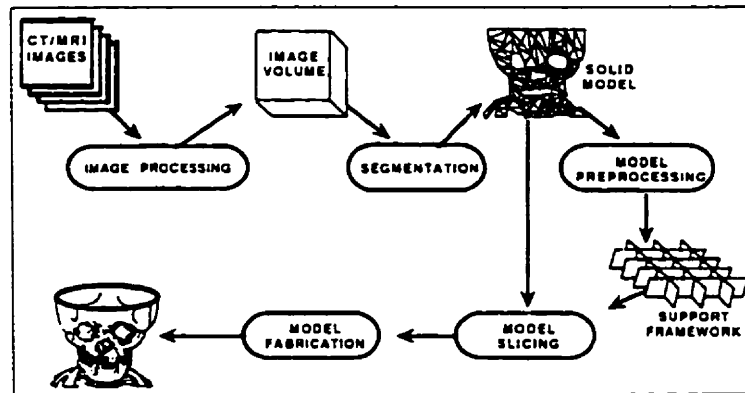 CT/MRI
IMAGES
IMAGE
VOLUME
SOLID
MODEL
IMAGE PROCESSING
SEGMENTATION
MODEL
PREPROCESSING
SUPPORT
FRAMEWORK
MODEL
SLICING
MODEL
FABRICATION